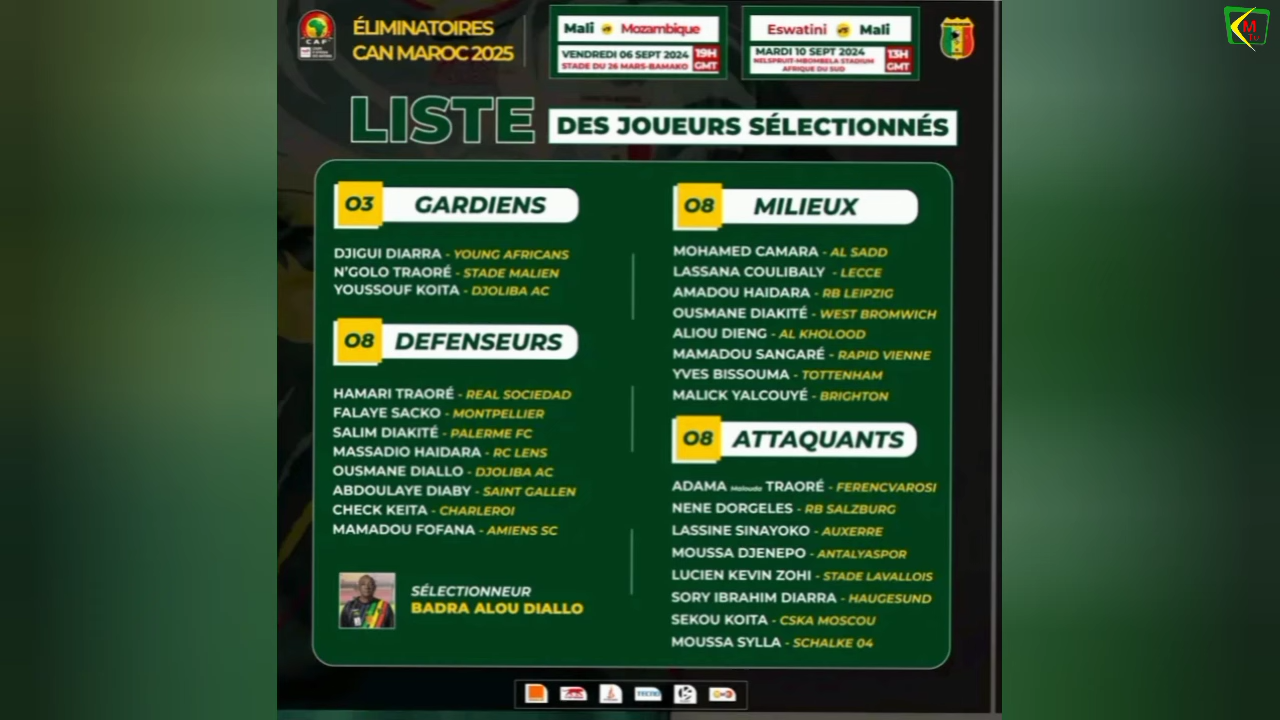 CAF
ÉLIMINATOIRES
CAN MAROC 2025
Mali vs Mozambique
VENDREDI 06 SEPT 2024
STADE DU 26 MARS-BAMAKO
19H
GMT
Eswatini vs Mali
MARDI 10 SEPT 2024
NELSPRUIT-MBOMBELA STADIUM
AFRIQUE DU SUD
13H
GMT
M
Tu
LISTE
DES JOUEURS SÉLECTIONNÉS
03 GARDIENS
DJIGUI DIARRA - YOUNG AFRICANS
N'GOLO TRAORÉ - STADE MALIEN
YOUSSOUF KOITA - DJOLIBA AC
08 DEFENSEURS
HAMARI TRAORÉ - REAL SOCIEDAD
FALAYE SACKO - MONTPELLIER
SALIM DIAKITÉ - PALERME FC
MASSADIO HAIDARA - RC LENS
OUSMANE DIALLO - DJOLIBA AC
ABDOULAYE DIABY - SAINT GALLEN
CHECK KEITA - CHARLEROI
MAMADOU FOFANA - AMIENS SC
SÉLECTIONEUR
BADRA ALOU DIALLO
08 MILIEUX
MOHAMED CAMARA - AL SADD
LASSANA COULIBALY - LECCE
AMADOU HAIDARA - RB LEIPZIG
OUSMANE DIAKITÉ - WEST BROMWICH
ALIOU DIENG - AL KHOLOOD
MAMADOU SANGARÉ - RAPID VIENNE
YVES BISSOUMA - TOTTENHAM
MALICK YALCOUYÉ - BRIGHTON
08 ATTAQUANTS
ADAMA Malouda TRAORÉ - FERENCVAROSI
NENE DORGELES - RB SALZBURG
LASSINE SINAYOKO - AUXERRE
MOUSSA DJENEPO - ANTALYASPOR
LUCIEN KEVIN ZOHI - STADE LAVALLOIS
SORY IBRAHIM DIARRA - HAUGESUND
SEKOU KOITA - CSKA MOSCOU
MOUSSA SYLLA - SCHALKE 04
TECNO